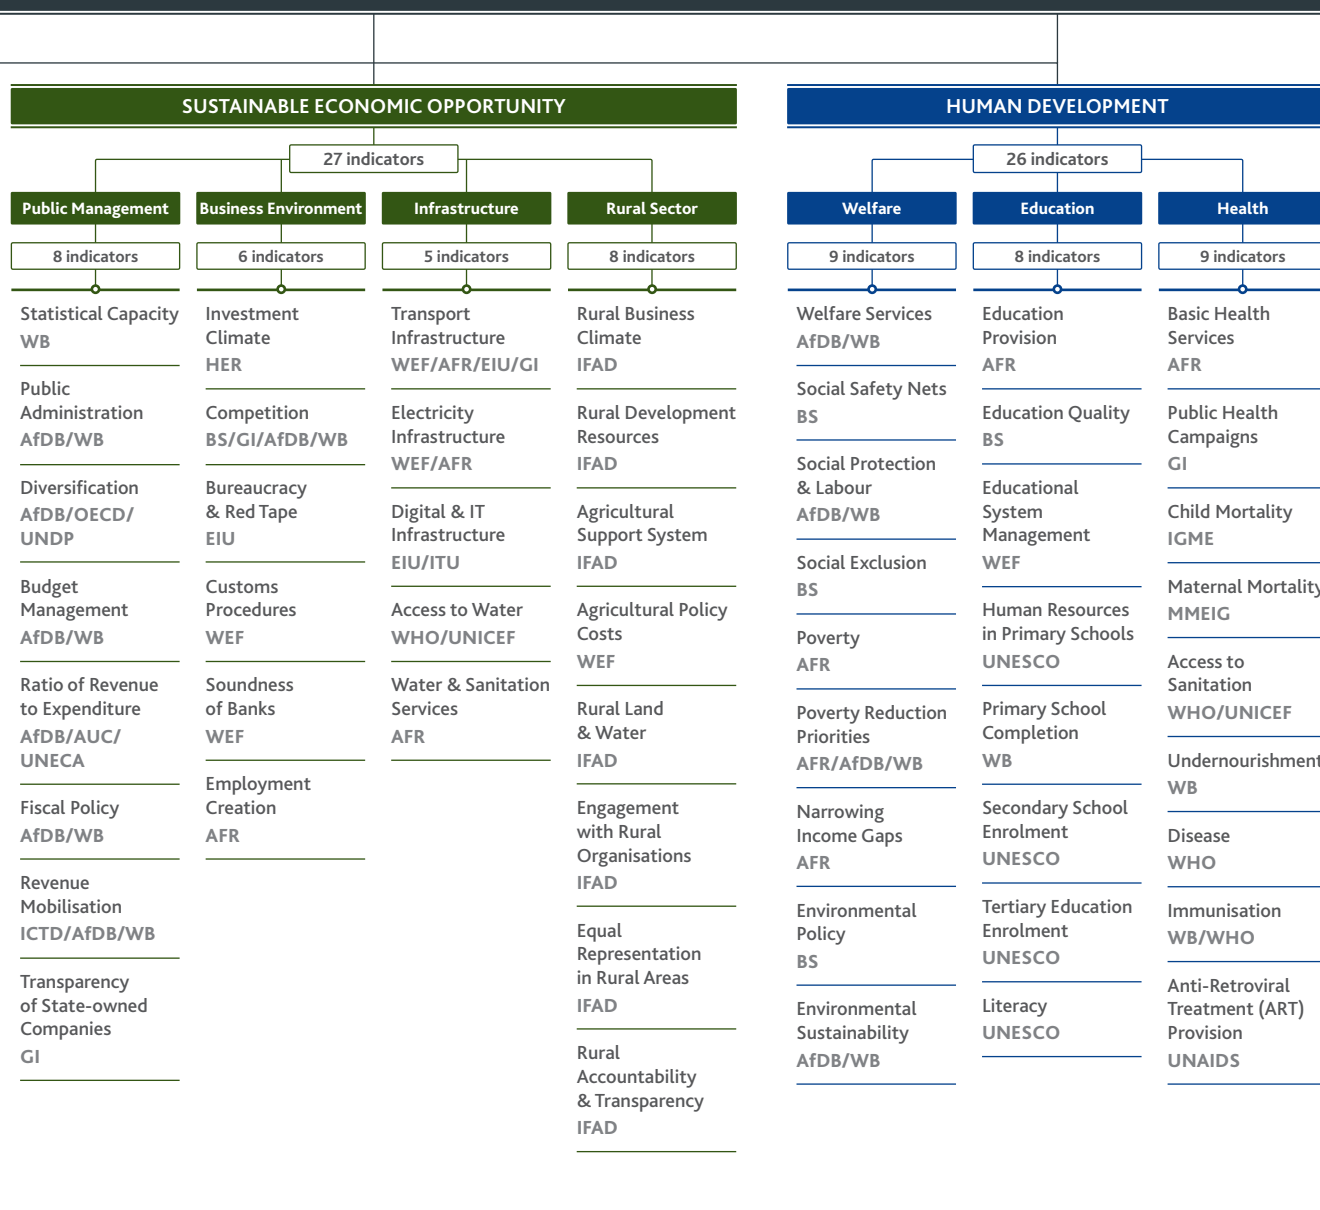 SUSTAINABLE ECONOMIC OPPORTUNITY
27 indicators
Public Management
8 indicators
Statistical Capacity
WB
Public
Administration
AfDB/WB
Diversification
AfDB/OECD/
UNDP
Budget
Management
AfDB/WB
Ratio of Revenue
to Expenditure
AfDB/AUC/
UNECA
Fiscal Policy
AfDB/WB
Revenue
Mobilisation
ICTD/AfDB/WB
Transparency
of State-owned
Companies
GI
Business Environment
6 indicators
Investment
Climate
HER
Competition
BS/GI/AfDB/WB
Bureaucracy
& Red Tape
EIU
Customs
Procedures
WEF
Soundness
of Banks
WEF
Employment
Creation
AFR
Infrastructure
5 indicators
Transport
Infrastructure
WEF/AFR/EIU/GI
Electricity
Infrastructure
WEF/AFR
Digital & IT
Infrastructure
EIU/ITU
Access to Water
WHO/UNICEF
Water & Sanitation
Services
AFR
Rural Sector
8 indicators
Rural Business
Climate
IFAD
Rural Development
Resources
IFAD
Agricultural
Support System
IFAD
Agricultural Policy
Costs
WEF
Rural Land
& Water
IFAD
Engagement
with Rural
Organisations
IFAD
Equal
Representation
in Rural Areas
IFAD
Rural
Accountability
& Transparency
IFAD
HUMAN DEVELOPMENT
26 indicators
Welfare
9 indicators
Welfare Services
AfDB/WB
Social Safety Nets
BS
Social Protection
& Labour
AfDB/WB
Social Exclusion
BS
Poverty
AFR
Poverty Reduction
Priorities
AFR/AfDB/WB
Narrowing
Income Gaps
AFR
Environmental
Policy
BS
Environmental
Sustainability
AfDB/WB
Education
8 indicators
Education
Provision
AFR
Education Quality
BS
Educational
System
Management
WEF
Human Resources
in Primary Schools
UNESCO
Primary School
Completion
WB
Secondary School
Enrolment
UNESCO
Tertiary Education
Enrolment
UNESCO
Literacy
UNESCO
Health
9 indicators
Basic Health
Services
AFR
Public Health
Campaigns
GI
Child Mortality
IGME
Maternal Mortality
MMEIG
Access to
Sanitation
WHO/UNICEF
Undernourishment
WB
Disease
WHO
Immunisation
WB/WHO
Anti-Retroviral
Treatment (ART)
Provision
UNAIDS